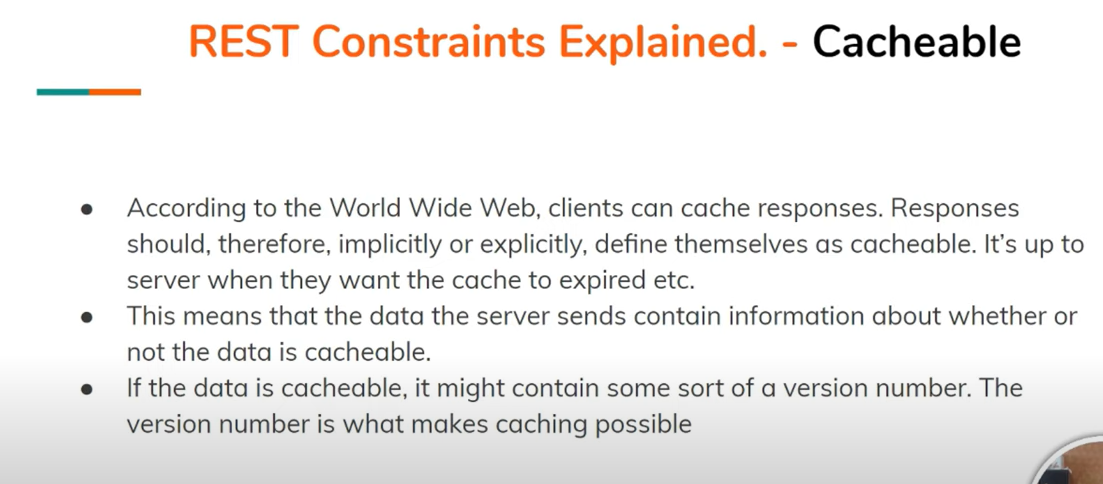 REST Constraints Explained. - Cacheable
● According to the World Wide Web, clients can cache responses. Responses
should, therefore, implicitly or explicitly, define themselves as cacheable. It's up to
server when they want the cache to expired etc.
● This means that the data the server sends contain information about whether or
not the data is cacheable.
● If the data is cacheable, it might contain some sort of a version number. The
version number is what makes caching possible